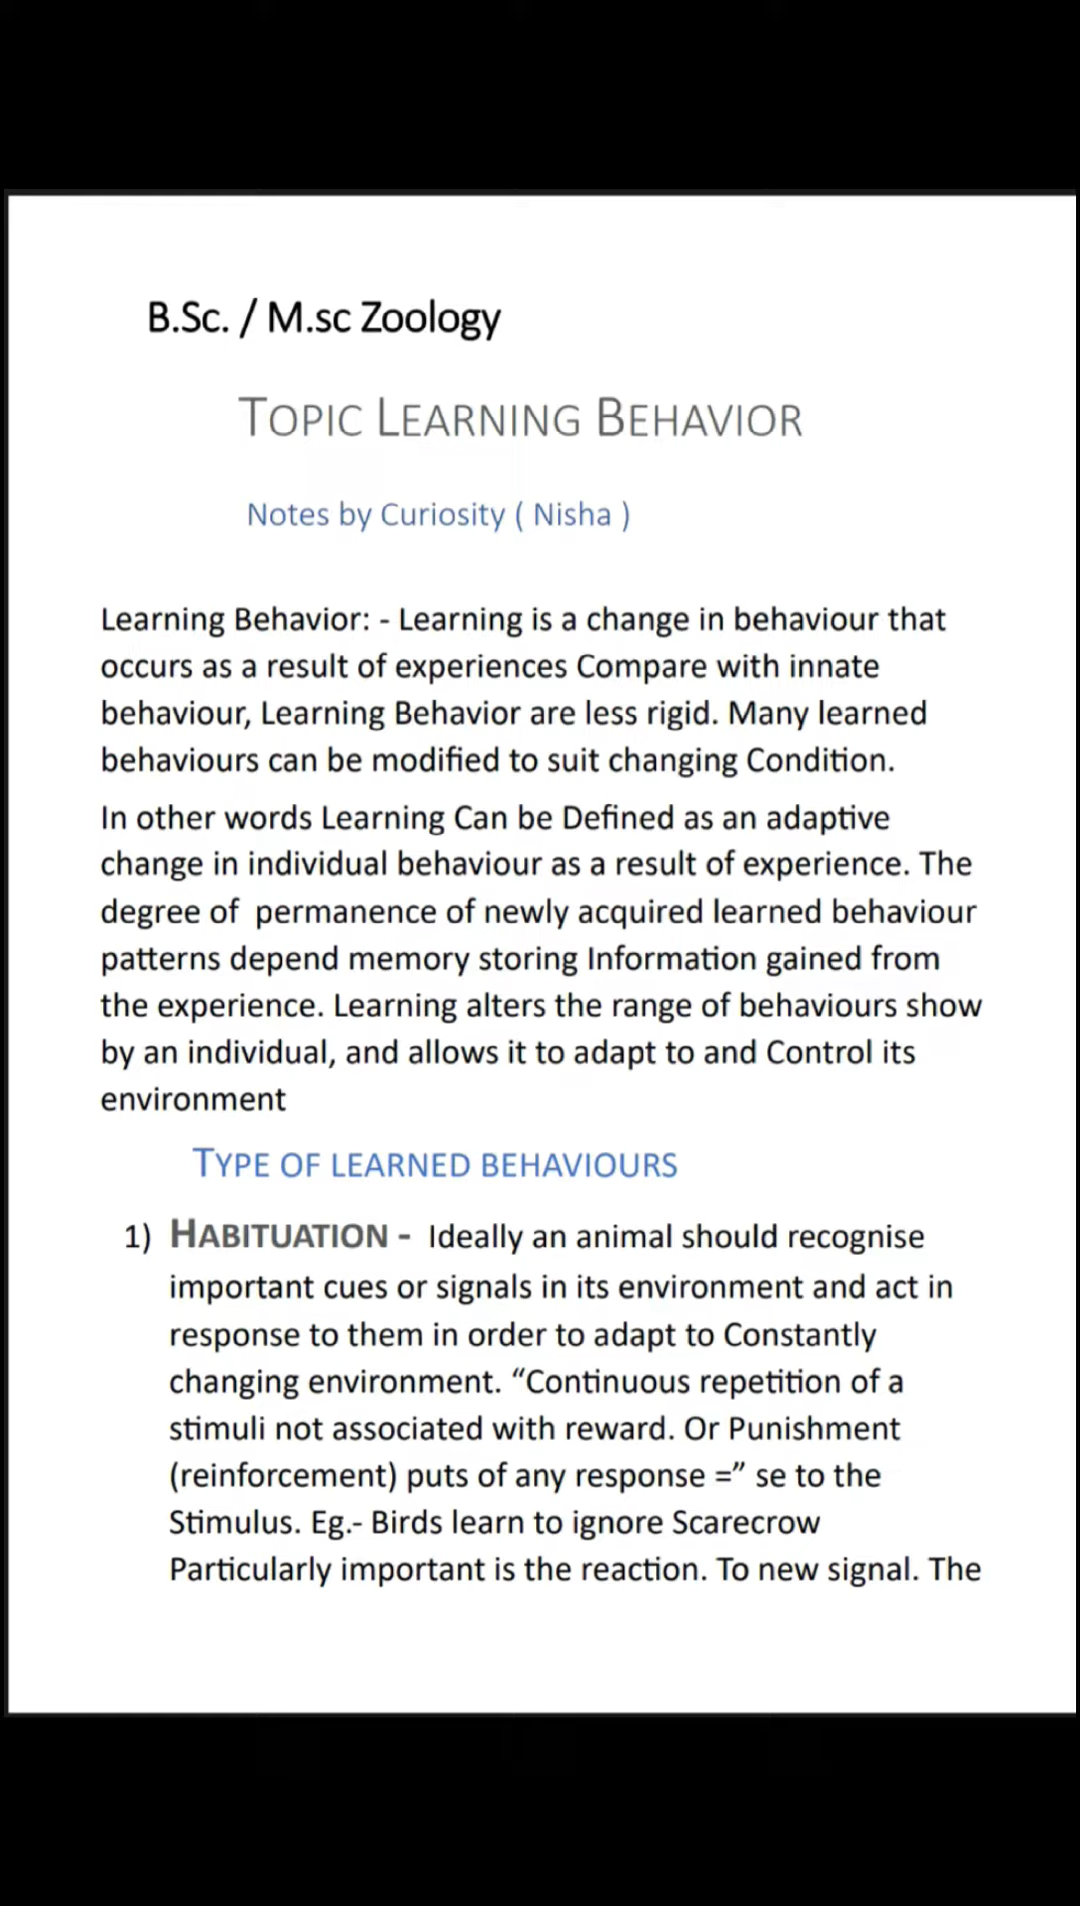 B.Sc. / M.sc Zoology
TOPIC LEARNING BEHAVIOR
Notes by Curiosity ( Nisha )
Learning Behavior: - Learning is a change in behaviour that
occurs as a result of experiences Compare with innate
behaviour, Learning Behavior are less rigid. Many learned
behaviours can be modified to suit changing Condition.
In other words Learning Can be Defined as an adaptive
change in individual behaviour as a result of experience. The
degree of  permanence of newly acquired learned behaviour
patterns depend memory storing Information gained from
the experience. Learning alters the range of behaviours show
by an individual, and allows it to adapt to and Control its
environment
TYPE OF LEARNED BEHAVIOURS
1) HABITUATION -  Ideally an animal should recognise
important cues or signals in its environment and act in
response to them in order to adapt to Constantly
changing environment. “Continuous repetition of a
stimuli not associated with reward. Or Punishment
(reinforcement) puts of any response =” se to the
Stimulus. Eg.- Birds learn to ignore Scarecrow
Particularly important is the reaction. To new signal. The